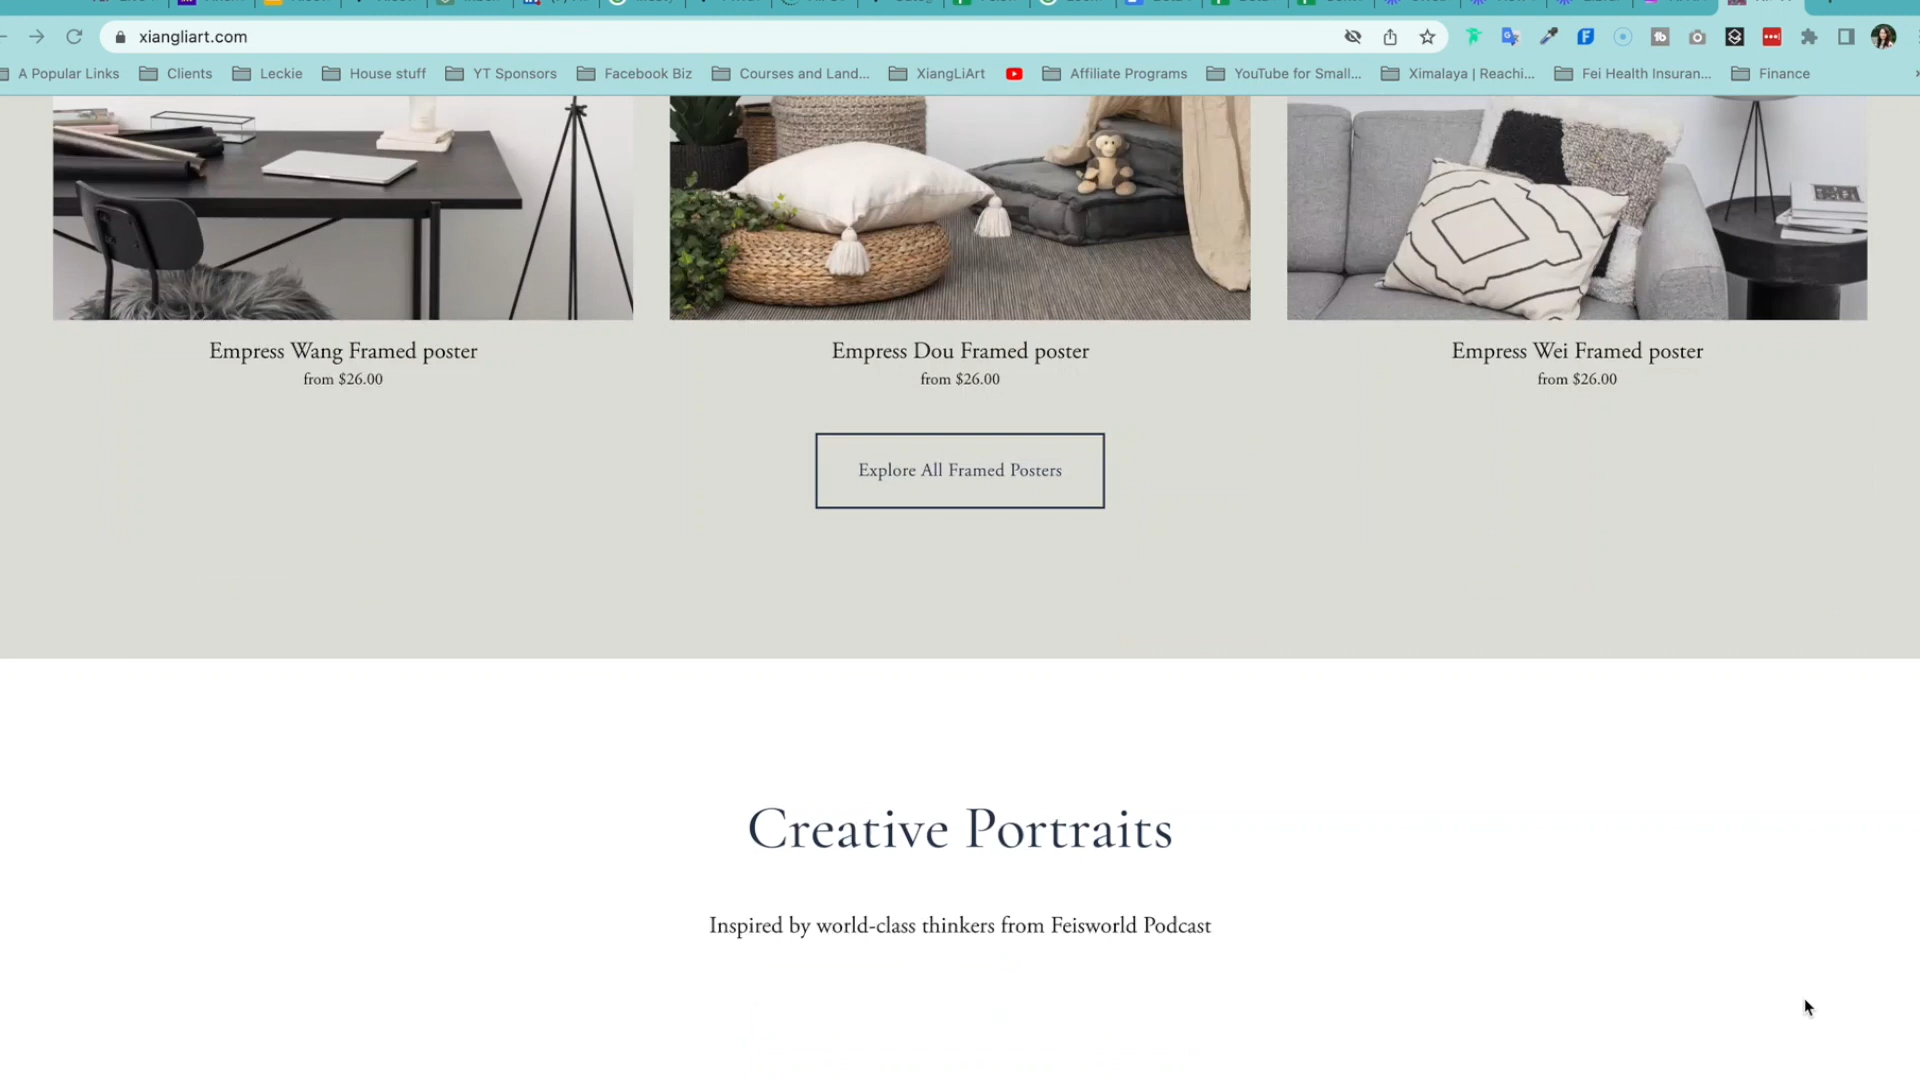 xiangliart.com
A Popular Links
Clients
Leckie
House stuff
YT Sponsors
Facebook Biz
Courses and Land...
XiangLiArt
Affiliate Programs
YouTube for Small...
Ximalaya | Reachi...
Fei Health Insuran...
Finance
Empress Wang Framed poster
from $26.00
Empress Dou Framed poster
from $26.00
Empress Wei Framed poster
from $26.00
Explore All Framed Posters
Creative Portraits
Inspired by world-class thinkers from Feisworld Podcast